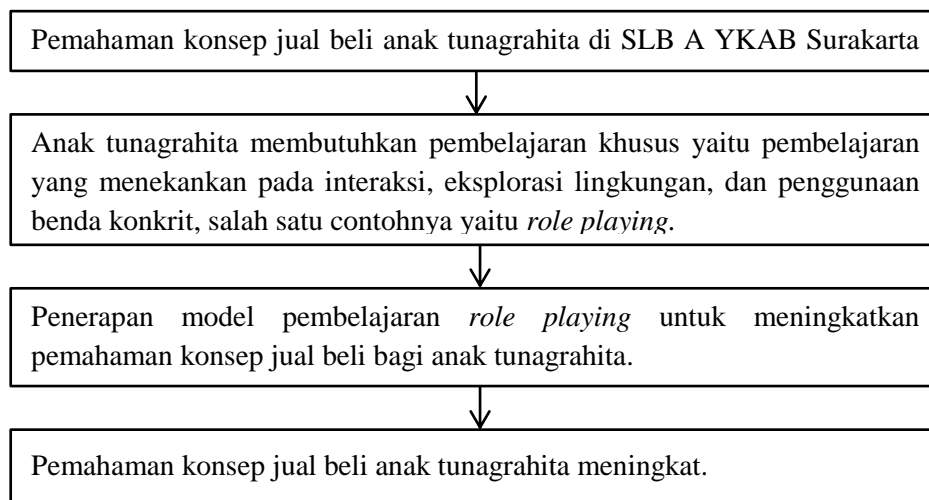 Pemahaman konsep jual beli anak tunagrahita di SLB A YKAB Surakarta
Anak tunagrahita membutuhkan pembelajaran khusus yaitu pembelajaran
yang menekankan pada interaksi, eksplorasi lingkungan, dan penggunaan
benda konkrit, salah satu contohnya yaitu role playing.
Penerapan model pembelajaran role playing untuk meningkatkan
pemahaman konsep jual beli bagi anak tunagrahita.
Pemahaman konsep jual beli anak tunagrahita meningkat.